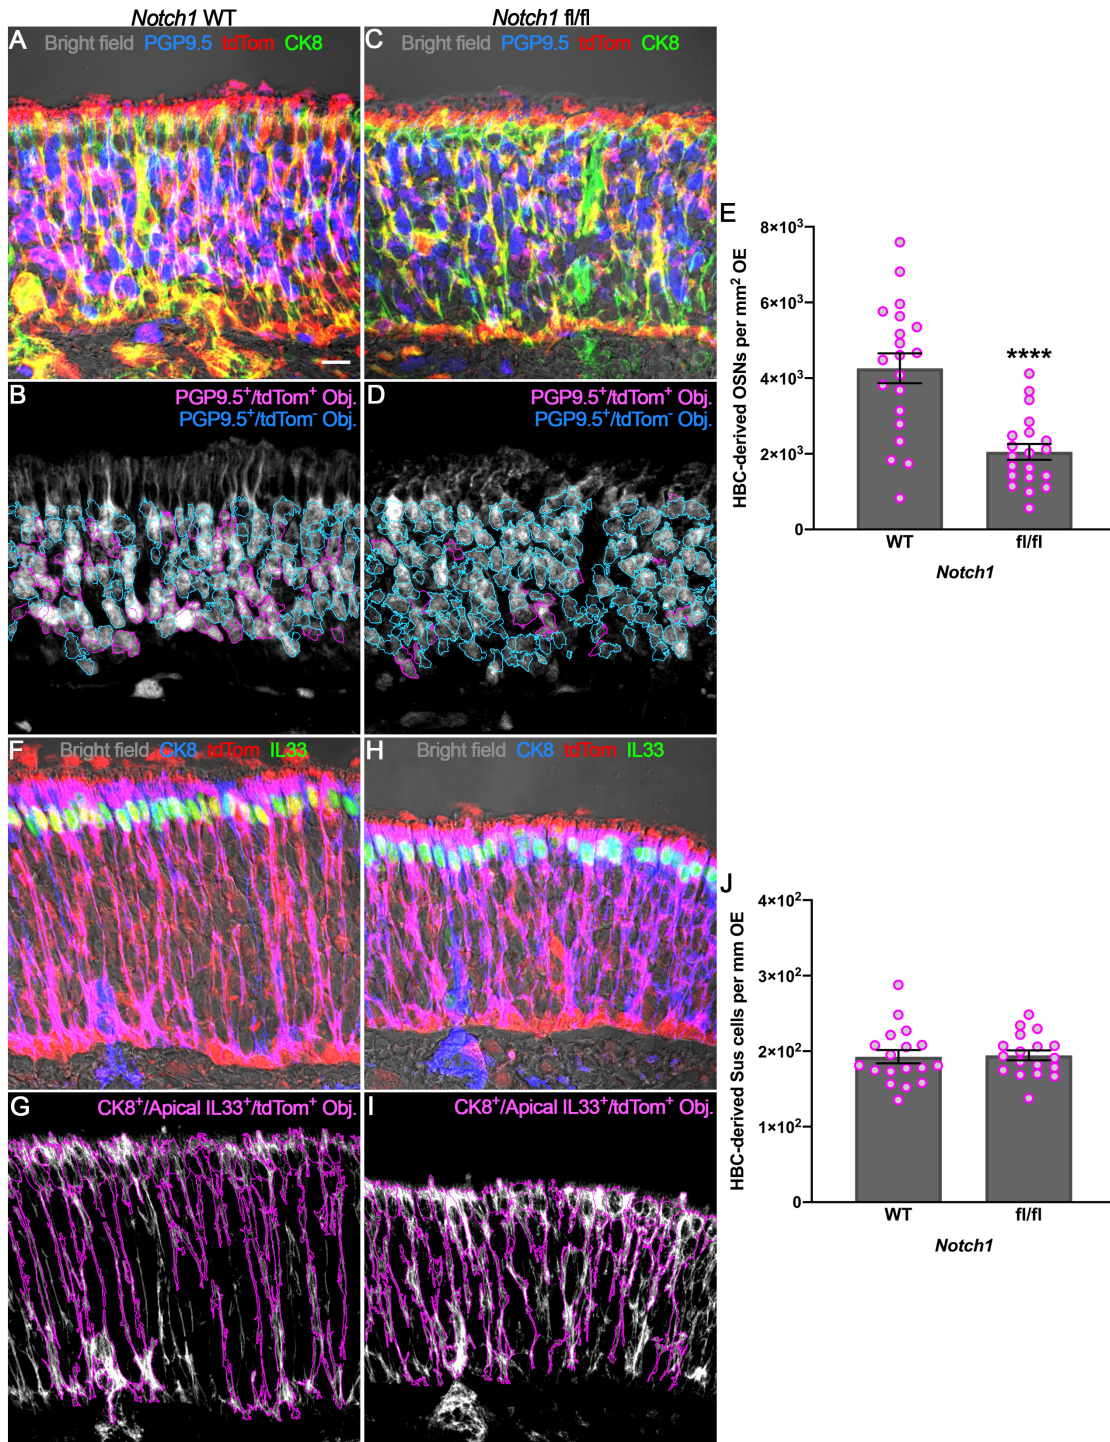 Notch1 WT
Notch1 fl/fl
A
Bright field PGP9.5 tdTom CK8
C
Bright field PGP9.5 tdTom CK8
B
PGP9.5⁺/tdTom⁺ Obj.
PGP9.5⁺/tdTom⁻ Obj.
D
PGP9.5⁺/tdTom⁺ Obj.
PGP9.5⁺/tdTom⁻ Obj.
E
HBC-derived OSNs per mm² OE
8×10³
6×10³
4×10³
2×10³
0
****
WT
fl/fl
Notch1
F
Bright field CK8 tdTom IL33
H
Bright field CK8 tdTom IL33
G
CK8⁺/Apical IL33⁺/tdTom⁺ Obj.
I
CK8⁺/Apical IL33⁺/tdTom⁺ Obj.
J
HBC-derived Sus cells per mm OE
4×10²
3×10²
2×10²
1×10²
0
WT
fl/fl
Notch1